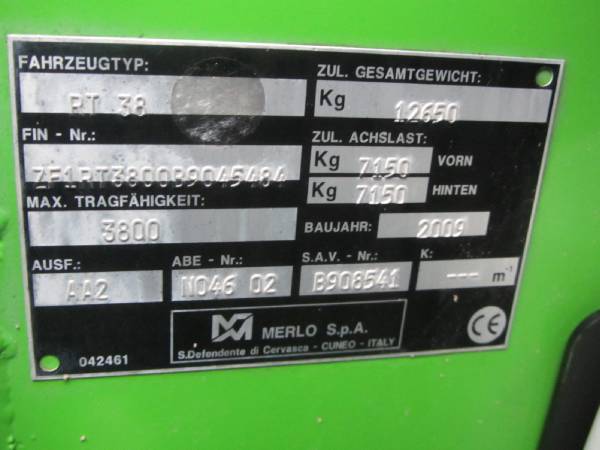 FAHRZEUGTYP:
RT 38
FIN - Nr.:
ZF1RT3800B9045484
MAX. TRAGFÄHIGKEIT:
3800
ZUL. GESAMTGEWICHT:
Kg 12650
ZUL. ACHSLAST:
Kg 7150 VORN
Kg 7150 HINTEN
BAUJAHR: 2009
AUSF.: ABE - Nr.: S.A.V. - Nr.: K:
AA2 N046 02 B908541 --- m⁻¹
MERLO S.p.A.
S.Defendente di Cervasca - CUNEO - ITALY
CE
042461